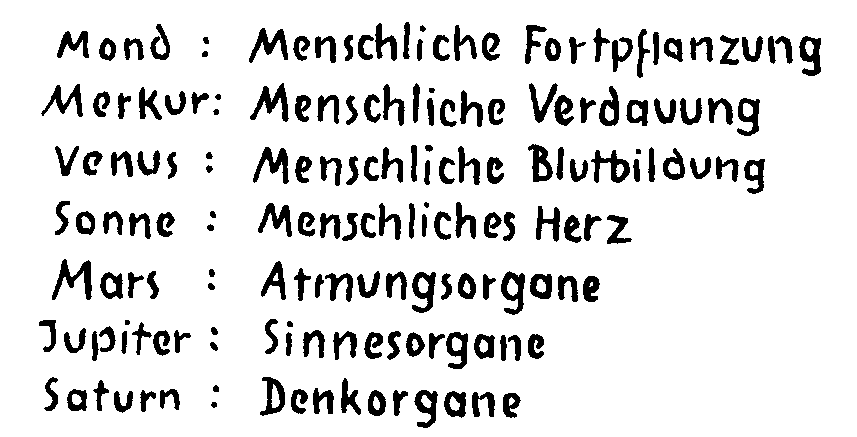 Mond : Menschliche Fortpflanzung
Merkur: Menschliche Verdauung
Venus : Menschliche Blutbildung
Sonne : Menschliches Herz
Mars : Atmungsorgane
Jupiter : Sinnesorgane
Saturn : Denkorgane